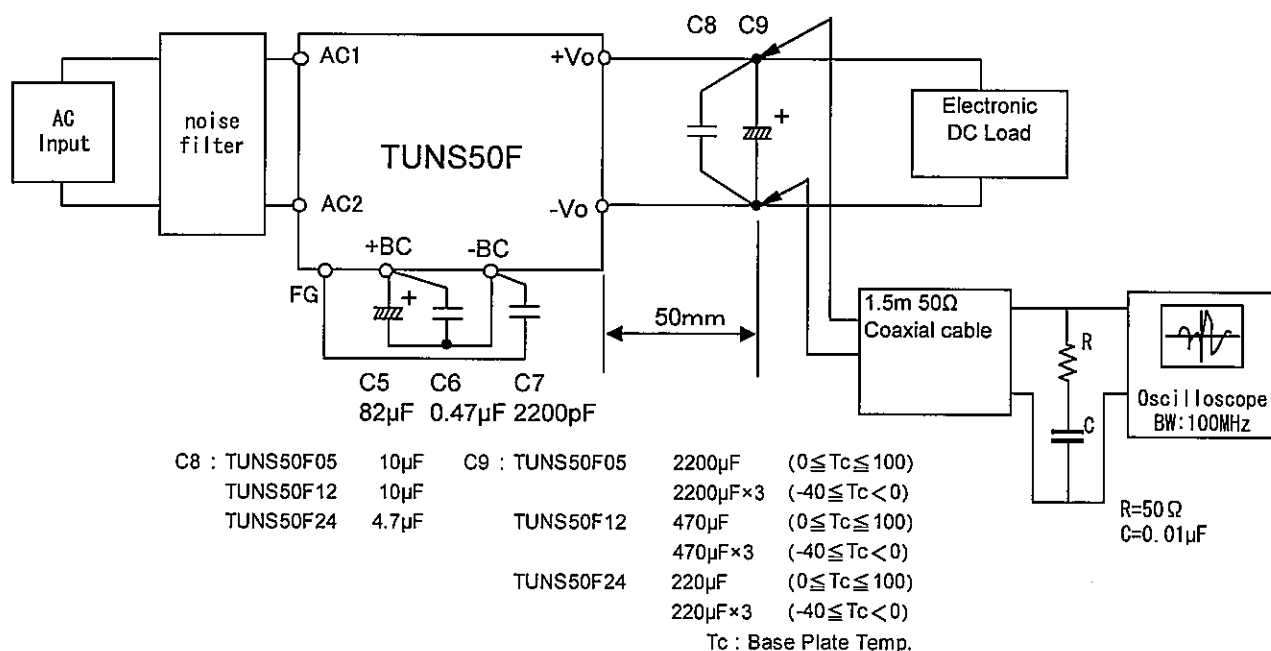 C8 C9
AC
Input
noise
filter
AC1
AC2
+Vo
-Vo
TUNS50F
+BC
-BC
FG
+
+
Electronic
DC Load
50mm
1.5m 50Ω
Coaxial cable
R
C
Oscilloscope
BW:100MHz
R=50Ω
C=0.01μF
C5 C6 C7
82μF 0.47μF 2200pF
C8 : TUNS50F05 10μF C9 : TUNS50F05 2200μF (0≦Tc≦100)
TUNS50F12 10μF 2200μF×3 (-40≦Tc<0)
TUNS50F24 4.7μF TUNS50F12 470μF (0≦Tc≦100)
470μF×3 (-40≦Tc<0)
TUNS50F24 220μF (0≦Tc≦100)
220μF×3 (-40≦Tc<0)
Tc : Base Plate Temp.